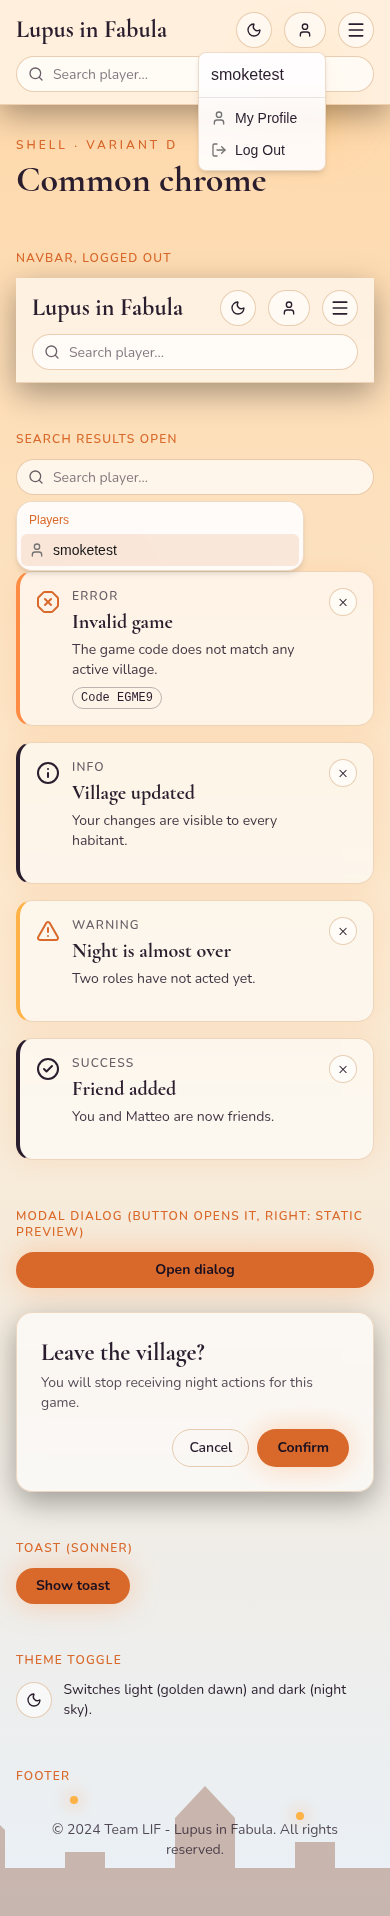 Lupus in Fabula
Search player...
smoketest
My Profile
Log Out
SHELL · VARIANT D
Common chrome
NAVBAR, LOGGED OUT
Lupus in Fabula
Search player...
SEARCH RESULTS OPEN
Search player...
Players
smoketest
ERROR
Invalid game
The game code does not match any
active village.
Code EGME9
INFO
Village updated
Your changes are visible to every
habitant.
WARNING
Night is almost over
Two roles have not acted yet.
SUCCESS
Friend added
You and Matteo are now friends.
MODAL DIALOG (BUTTON OPENS IT, RIGHT: STATIC
PREVIEW)
Open dialog
Leave the village?
You will stop receiving night actions for this
game.
Cancel
Confirm
TOAST (SONNER)
Show toast
THEME TOGGLE
Switches light (golden dawn) and dark (night
sky).
FOOTER
© 2024 Team LIF - Lupus in Fabula. All rights
reserved.